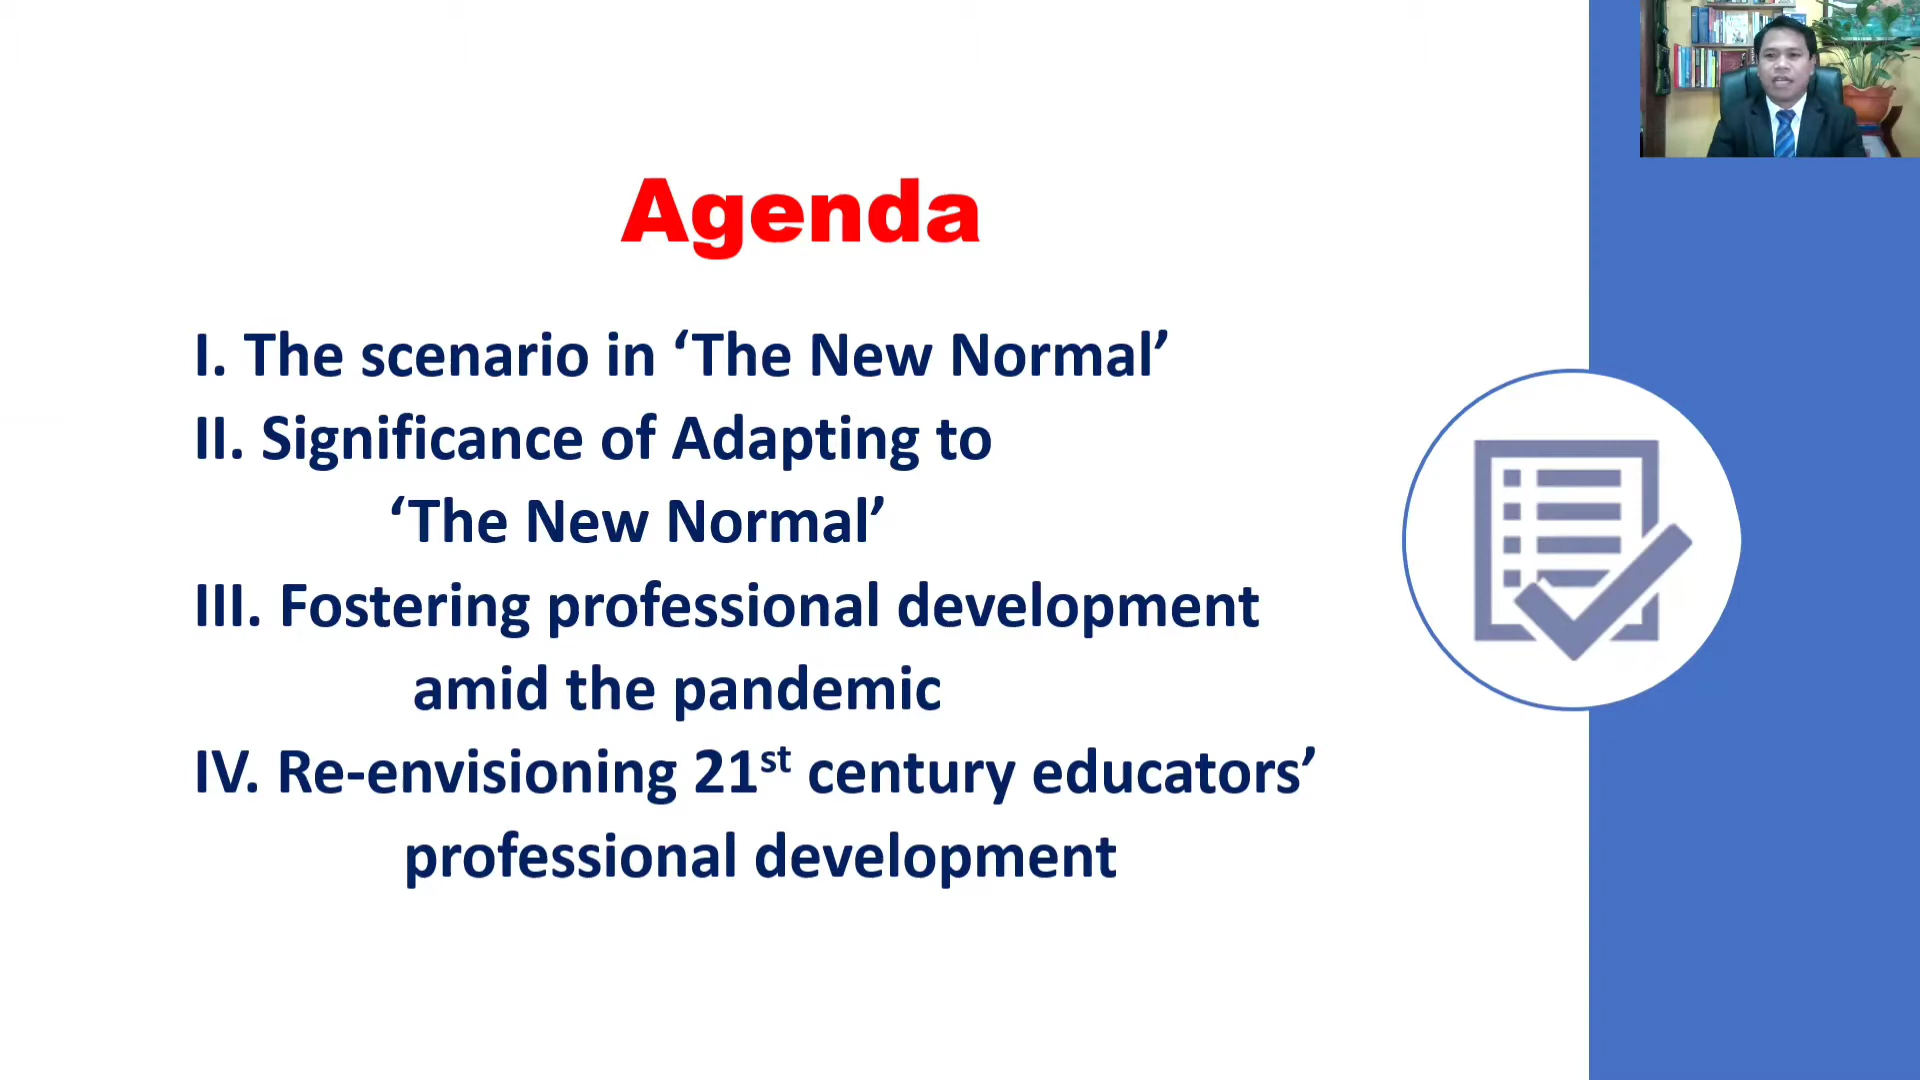 Agenda
I. The scenario in ‘The New Normal’
II. Significance of Adapting to
‘The New Normal’
III. Fostering professional development
amid the pandemic
IV. Re-envisioning 21st century educators’
professional development